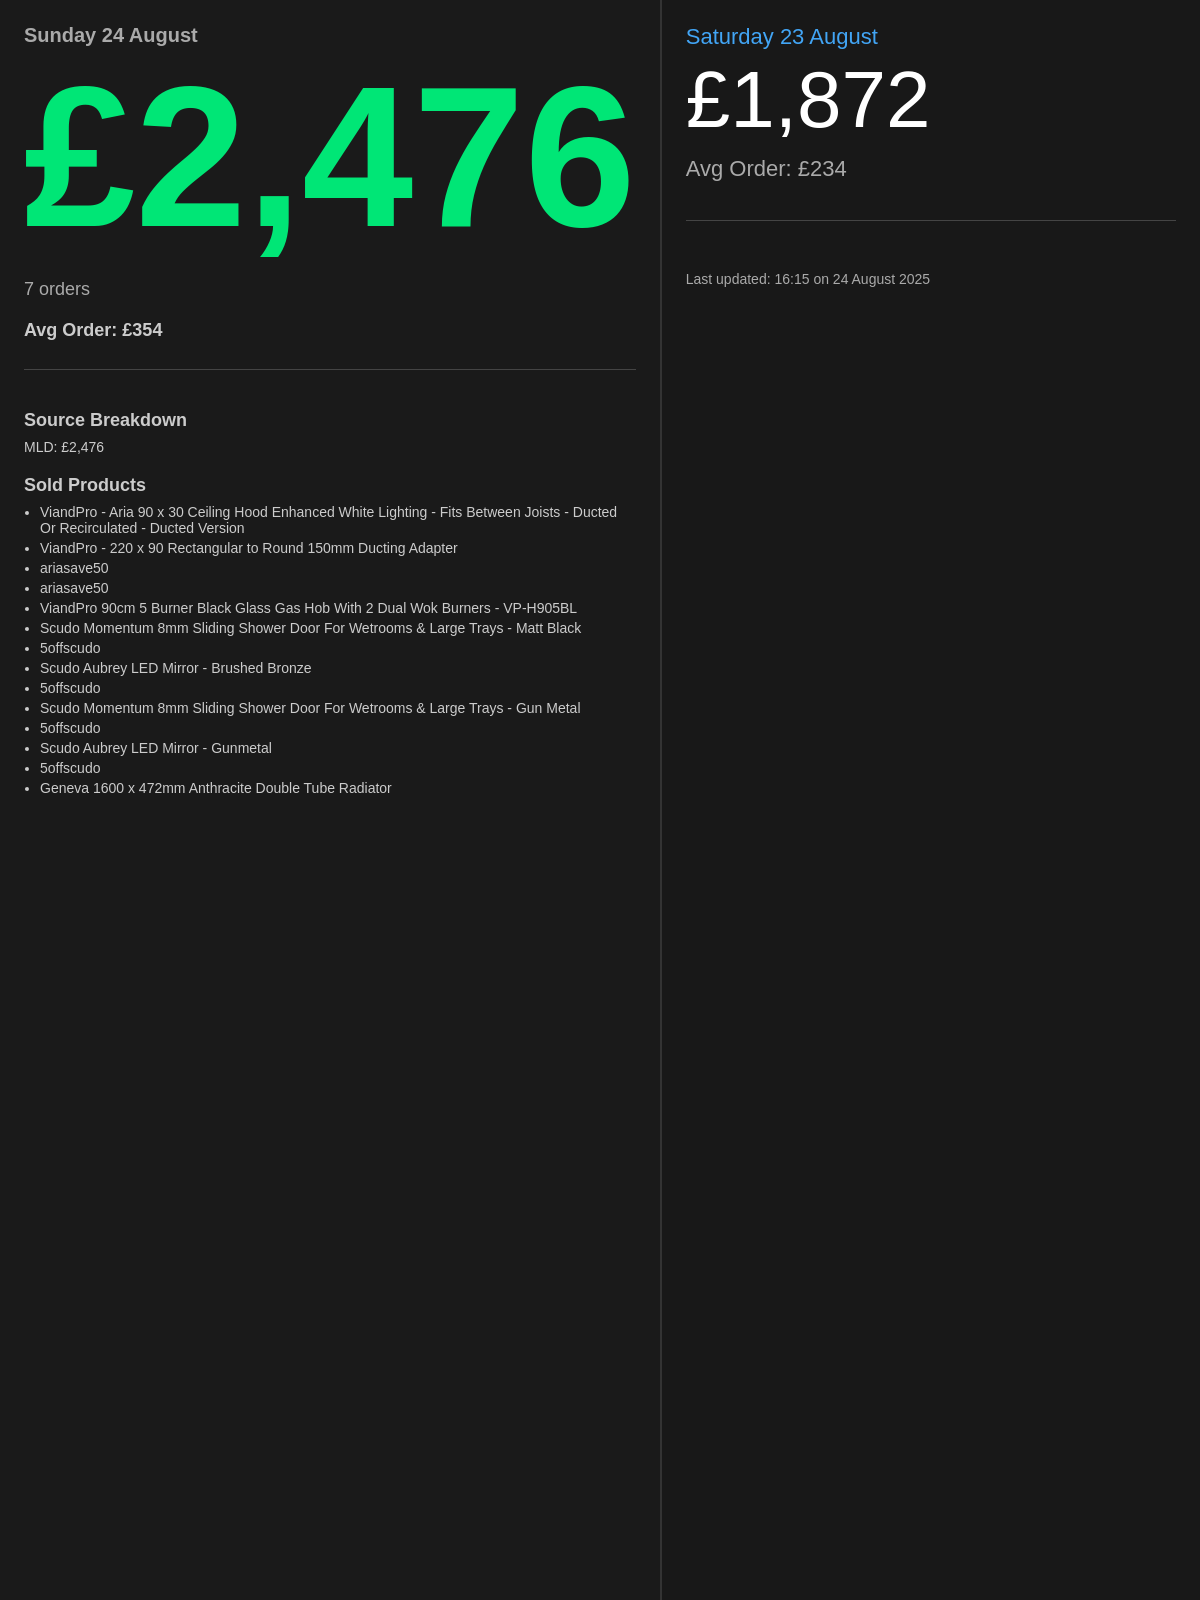 Sunday 24 August
£2,476
7 orders
Avg Order: £354
Source Breakdown
MLD: £2,476
Sold Products
• ViandPro - Aria 90 x 30 Ceiling Hood Enhanced White Lighting - Fits Between Joists - Ducted
Or Recirculated - Ducted Version
• ViandPro - 220 x 90 Rectangular to Round 150mm Ducting Adapter
• ariasave50
• ariasave50
• ViandPro 90cm 5 Burner Black Glass Gas Hob With 2 Dual Wok Burners - VP-H905BL
• Scudo Momentum 8mm Sliding Shower Door For Wetrooms & Large Trays - Matt Black
• 5offscudo
• Scudo Aubrey LED Mirror - Brushed Bronze
• 5offscudo
• Scudo Momentum 8mm Sliding Shower Door For Wetrooms & Large Trays - Gun Metal
• 5offscudo
• Scudo Aubrey LED Mirror - Gunmetal
• 5offscudo
• Geneva 1600 x 472mm Anthracite Double Tube Radiator
Saturday 23 August
£1,872
Avg Order: £234
Last updated: 16:15 on 24 August 2025